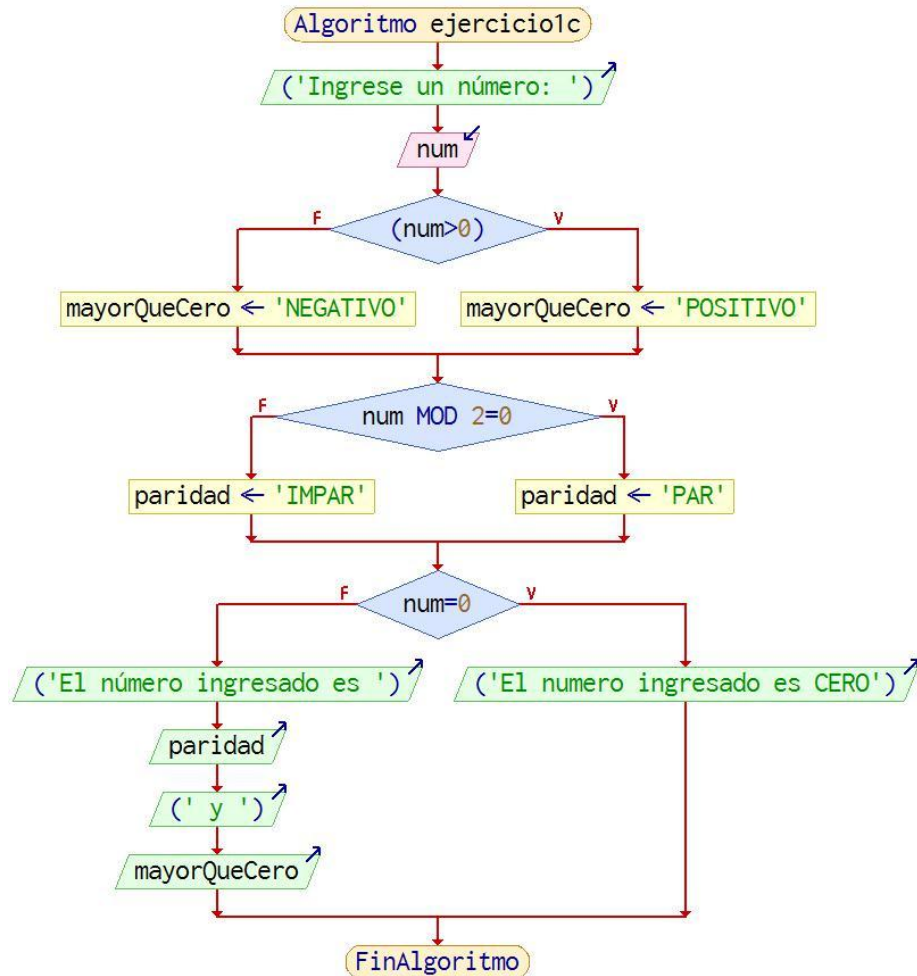 Algoritmo ejercicio1c
('Ingrese un número: ')
num
F (num>0) V
mayorQueCero ← 'NEGATIVO' mayorQueCero ← 'POSITIVO'
F num MOD 2=0 V
paridad ← 'IMPAR' paridad ← 'PAR'
F num=0 V
('El número ingresado es ') ('El numero ingresado es CERO')
paridad
(' y ')
mayorQueCero
FinAlgoritmo